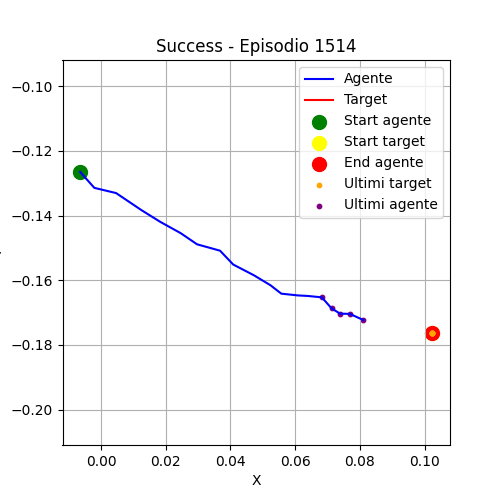 Success - Episodio 1514
Agente
Target
Start agente
Start target
End agente
Ultimi target
Ultimi agente
−0.10
−0.12
−0.14
−0.16
−0.18
−0.20
0.00 0.02 0.04 0.06 0.08 0.10
X